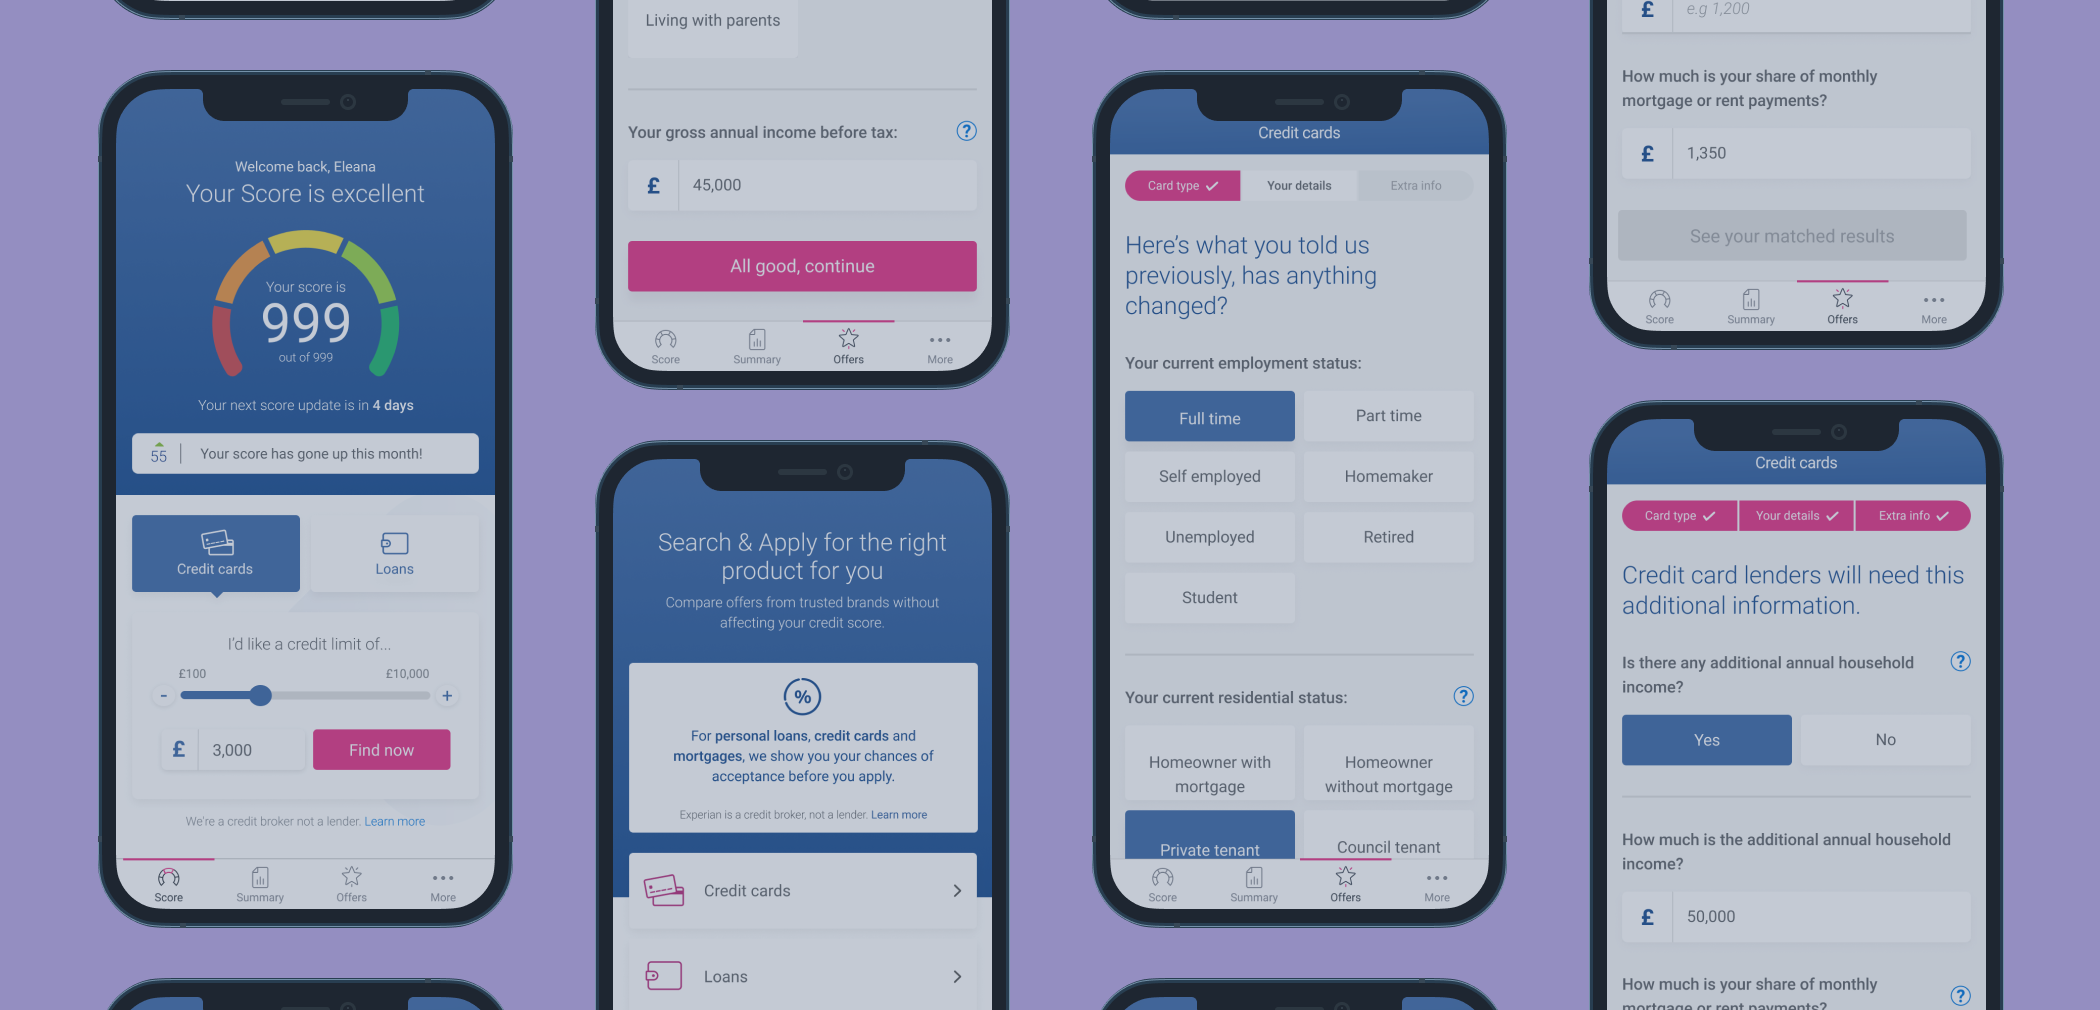 Welcome back, Eleana
Your Score is excellent
Your score is
999
out of 999
Your next score update is in 4 days
55
Your score has gone up this month!
Credit cards
Loans
I'd like a credit limit of...
£100
£10,000
-
+
£
3,000
Find now
We're a credit broker not a lender. Learn more
Score
Summary
Offers
More
Living with parents
Your gross annual income before tax:
?
£
45,000
All good, continue
Score
Summary
Offers
More
Search & Apply for the right
product for you
Compare offers from trusted brands without
affecting your credit score.
%
For personal loans, credit cards and
mortgages, we show you your chances of
acceptance before you apply.
Experian is a credit broker, not a lender. Learn more
Credit cards
Loans
Credit cards
Card type
Your details
Extra info
Here's what you told us
previously, has anything
changed?
Your current employment status:
Full time
Part time
Self employed
Homemaker
Unemployed
Retired
Student
Your current residential status:
?
Homeowner with
mortgage
Homeowner
without mortgage
Private tenant
Council tenant
Score
Summary
Offers
More
£
e.g 1,200
How much is your share of monthly
mortgage or rent payments?
£
1,350
See your matched results
Score
Summary
Offers
More
Credit cards
Card type
Your details
Extra info
Credit card lenders will need this
additional information.
Is there any additional annual household
income?
?
Yes
No
How much is the additional annual household
income?
£
50,000
How much is your share of monthly
mortgage or rent payments?
?